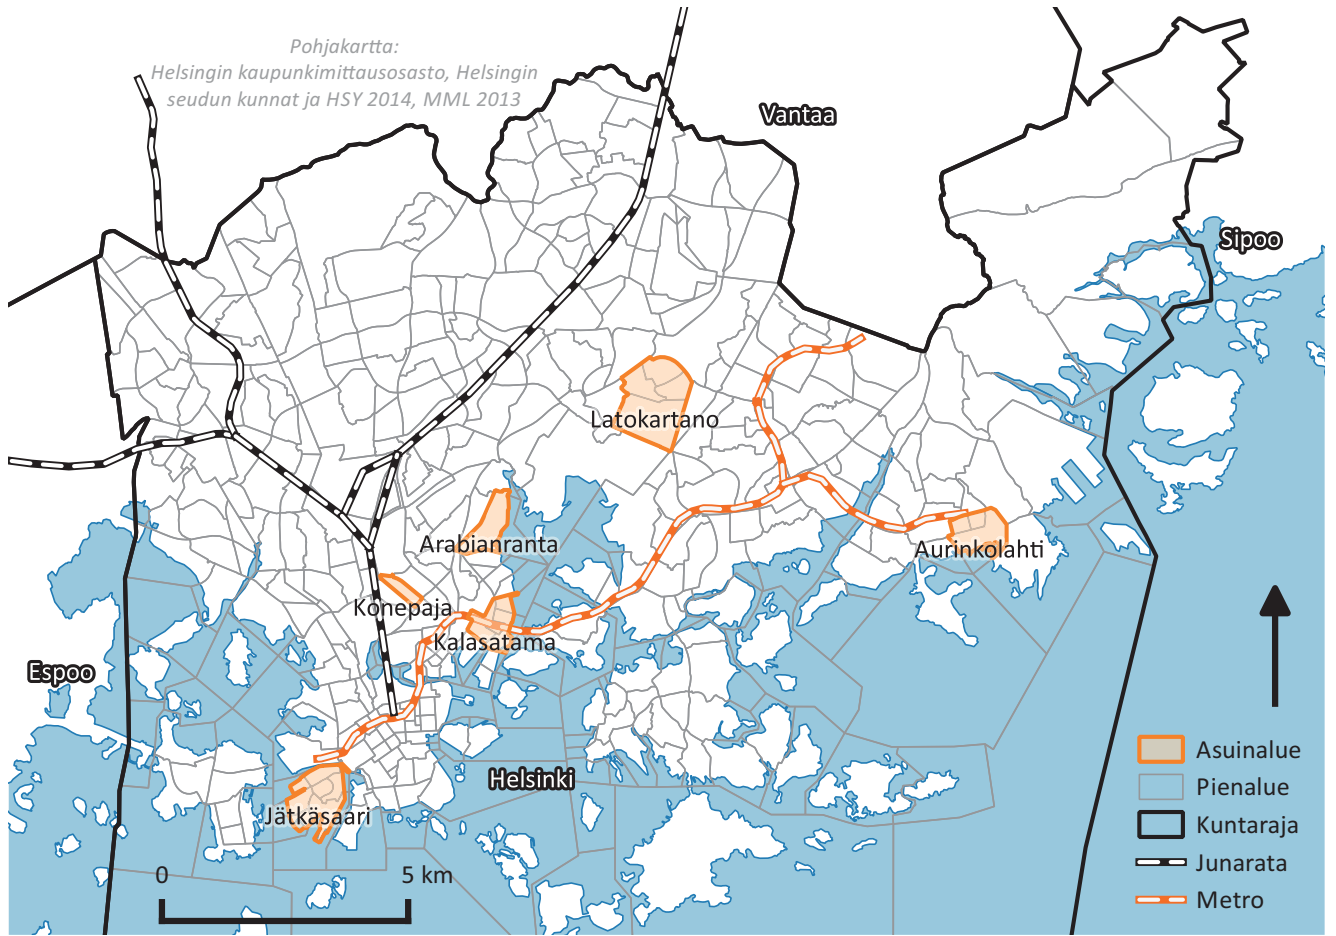 Pohjakartta:
Helsingin kaupunkimittausosasto, Helsingin
seudun kunnat ja HSY 2014, MML 2013
Vantaa
Sipoo
Latokartano
Arabianranta
Aurinkolahti
Konepaja
Kalasatama
Espoo
Helsinki
Jätkäsaari
0
5 km
Asuinalue
Pienalue
Kuntaraja
Junarata
Metro